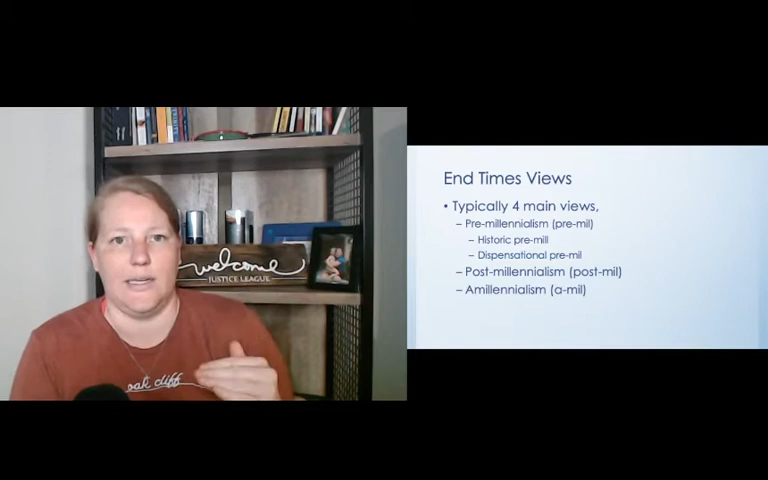 welcome
JUSTICE LEAGUE
oak cliff
End Times Views
• Typically 4 main views,
– Pre-millennialism (pre-mil)
– Historic pre-mill
– Dispensational pre-mil
– Post-millennialism (post-mil)
– Amillennialism (a-mil)